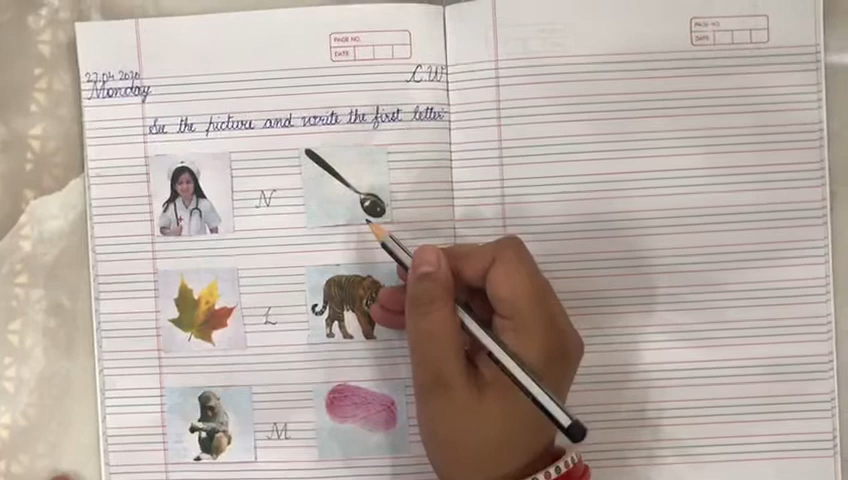 PAGE NO.
DATE
PAGE NO.
DATE
27.04.2020
Monday
C.W
See the picture and write the first letter
N
L
M